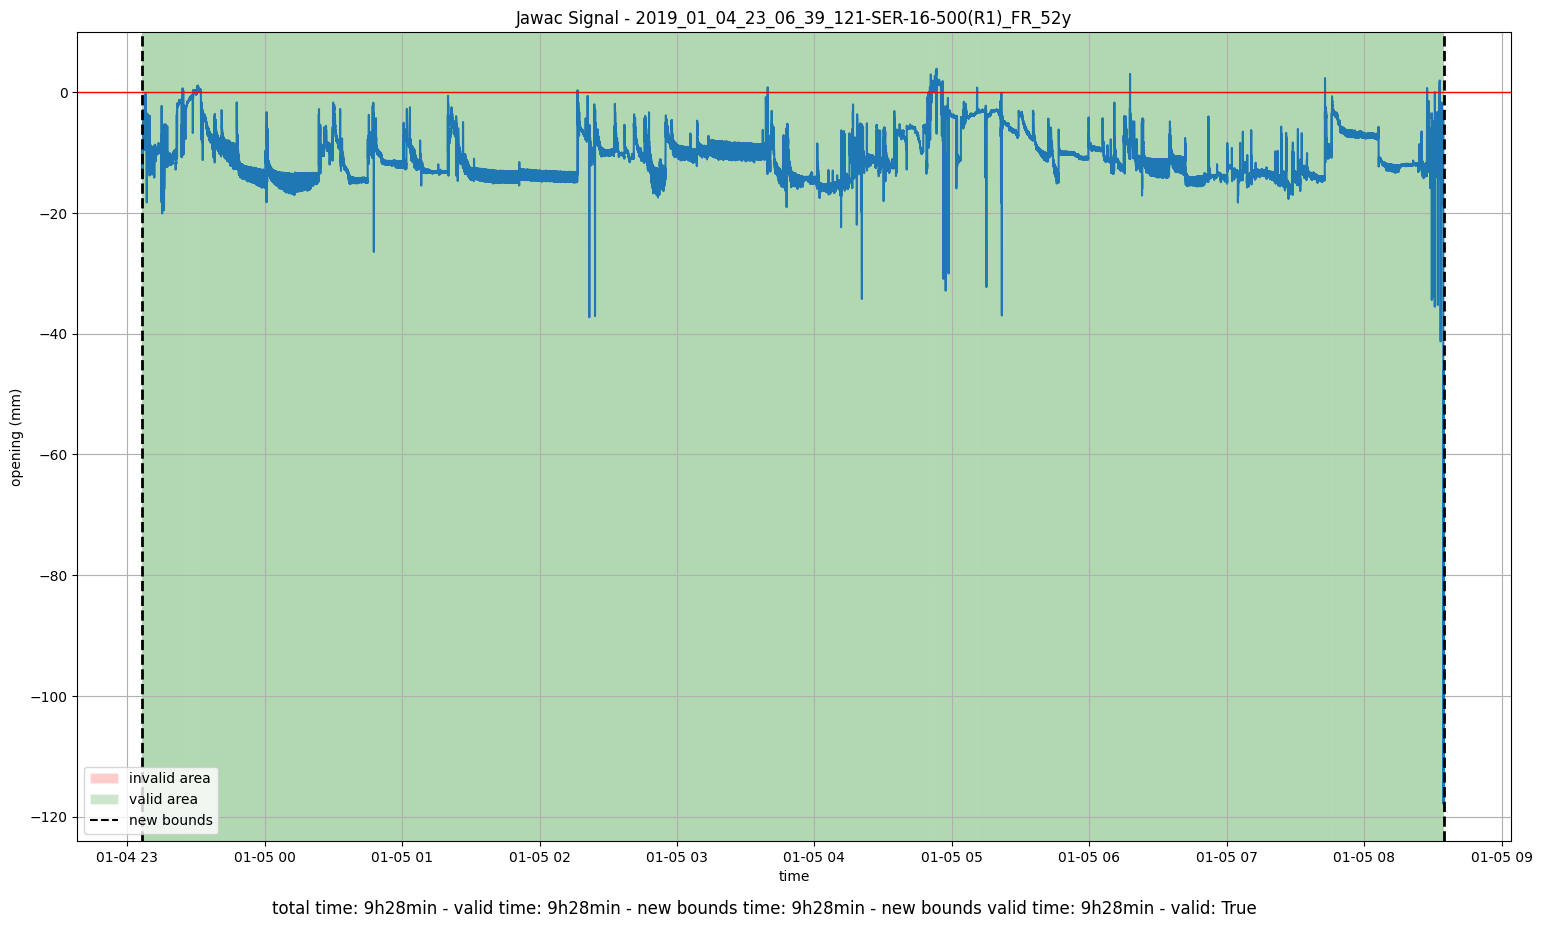 Jawac Signal - 2019_01_04_23_06_39_121-SER-16-500(R1)_FR_52y
opening (mm)
0
−20
−40
−60
−80
−100
−120
invalid area
valid area
new bounds
01-04 23 01-05 00 01-05 01 01-05 02 01-05 03 01-05 04 01-05 05 01-05 06 01-05 07 01-05 08 01-05 09
time
total time: 9h28min - valid time: 9h28min - new bounds time: 9h28min - new bounds valid time: 9h28min - valid: True